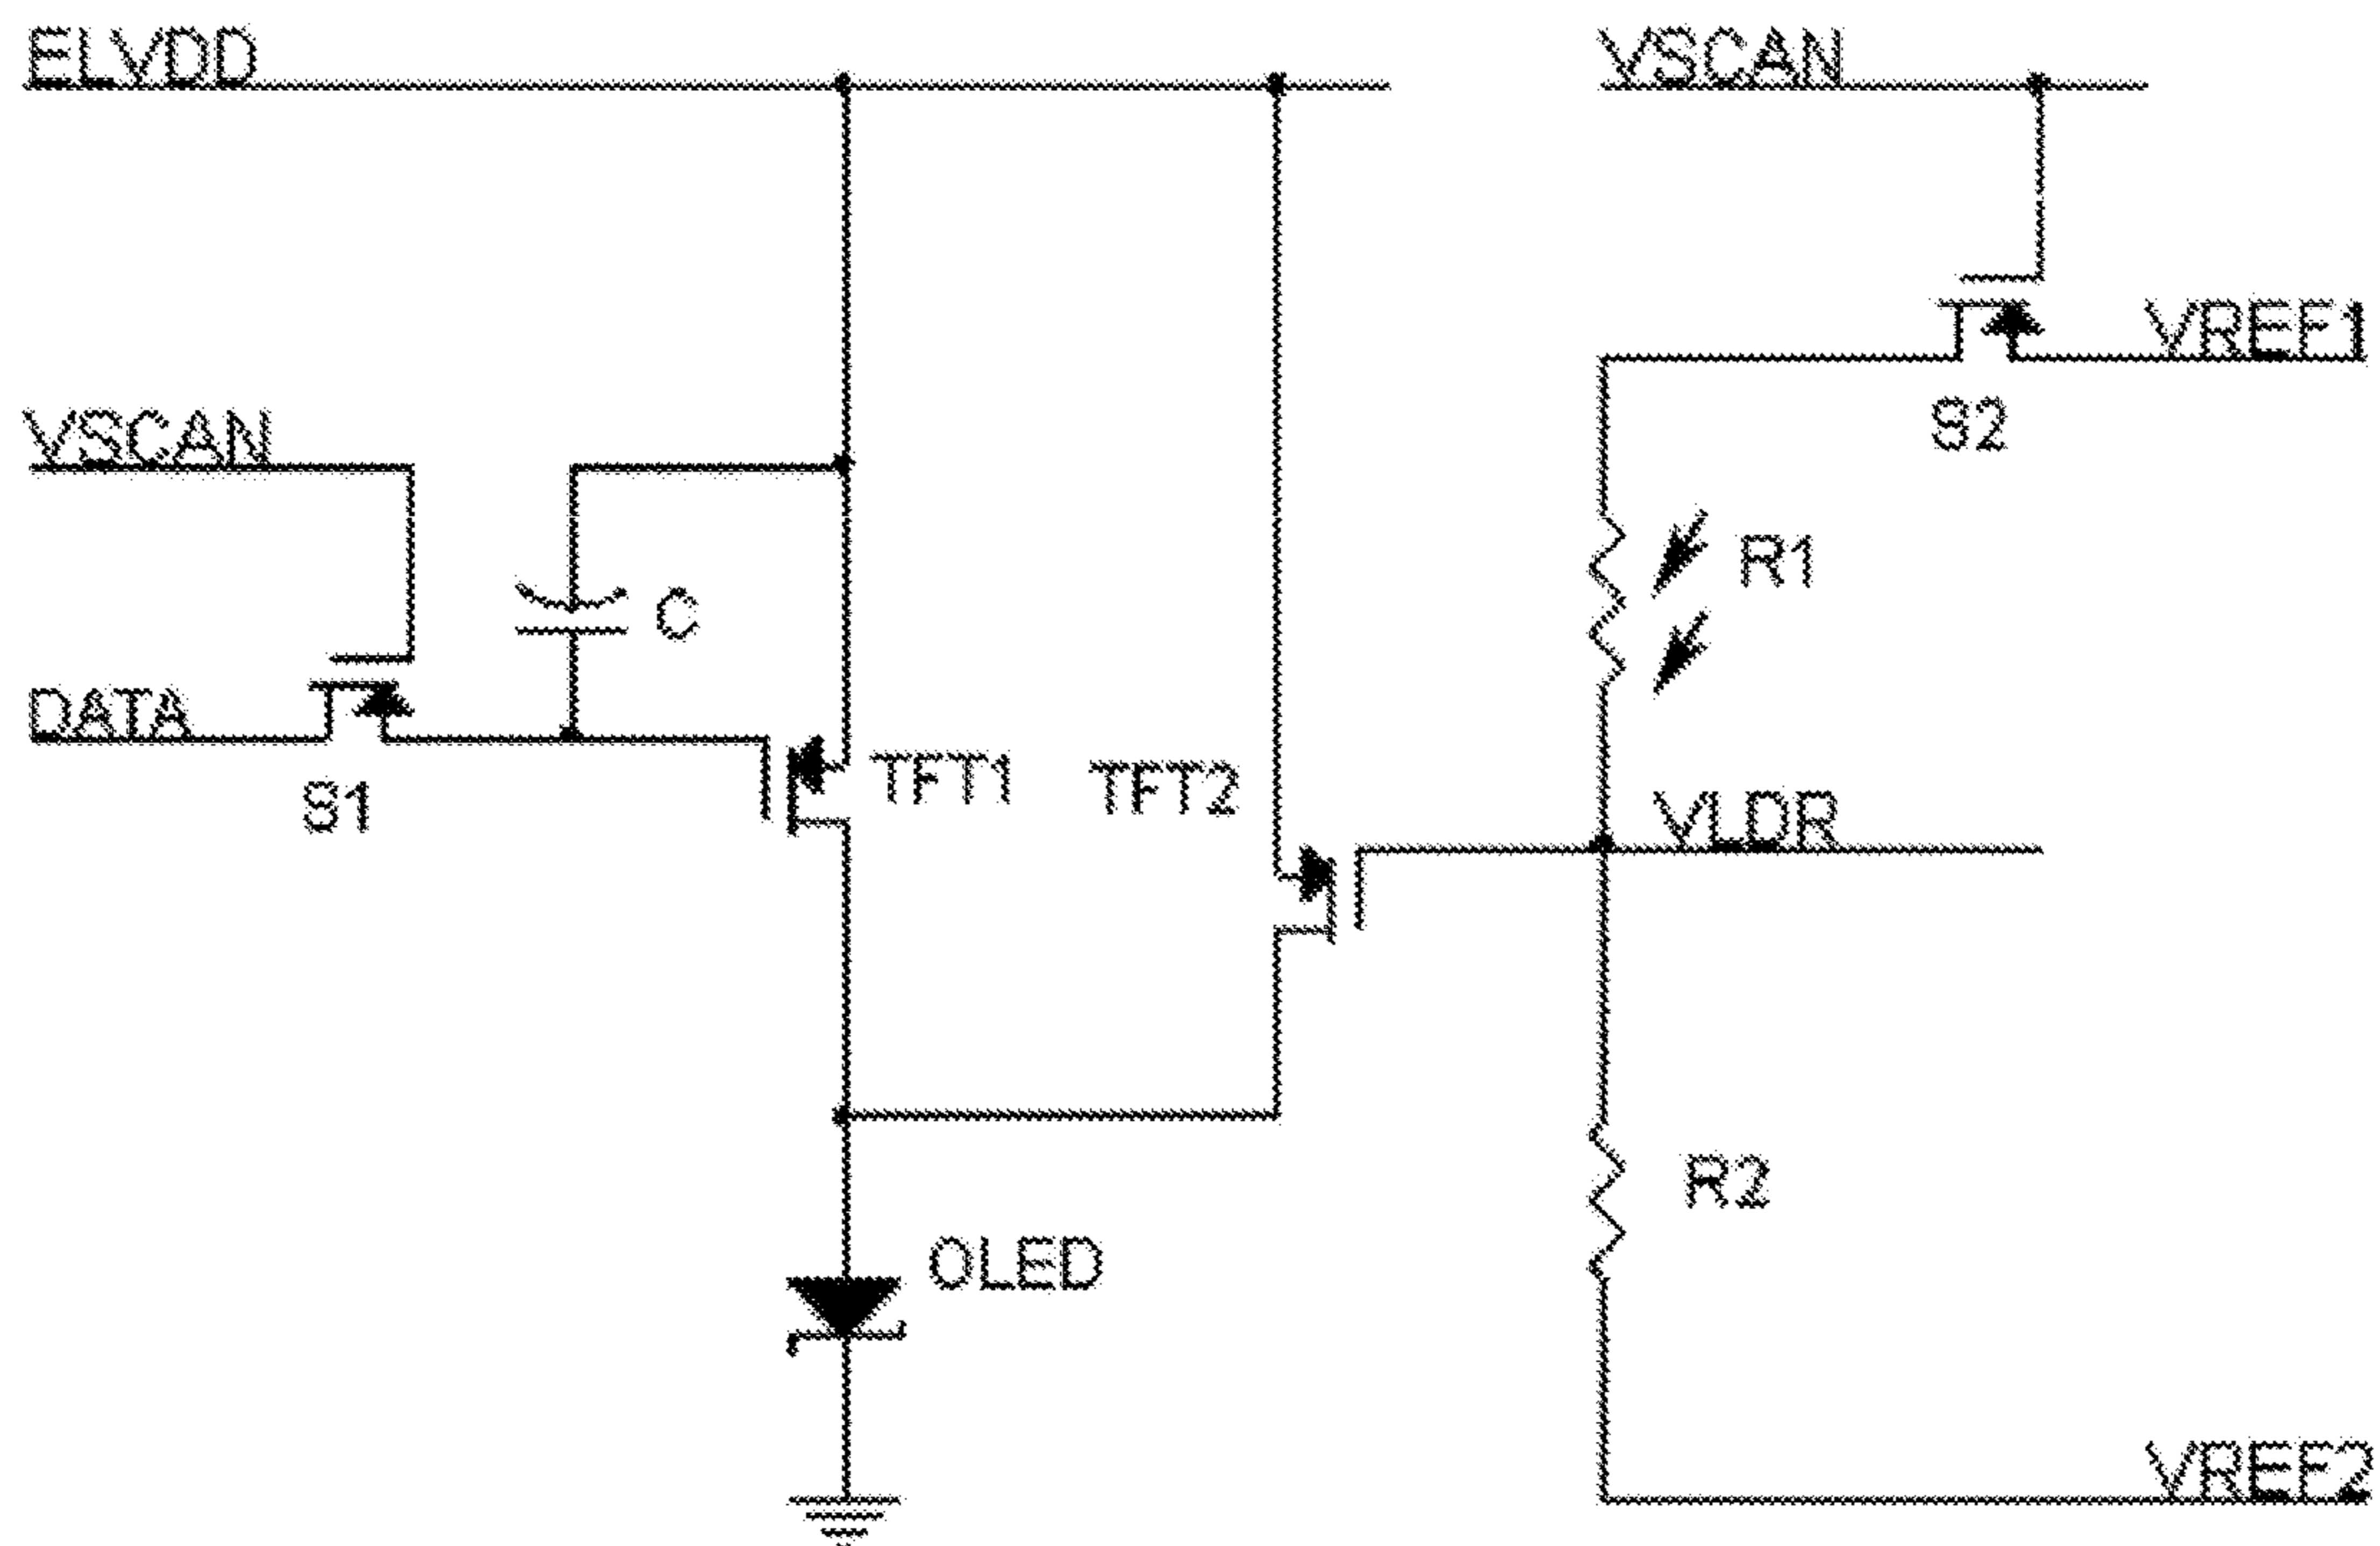 ELVDD
VSCAN
VREF1
S2
VSCAN
R1
C
DATA
S1
TFT1
TFT2
VLDR
R2
OLED
VREF2